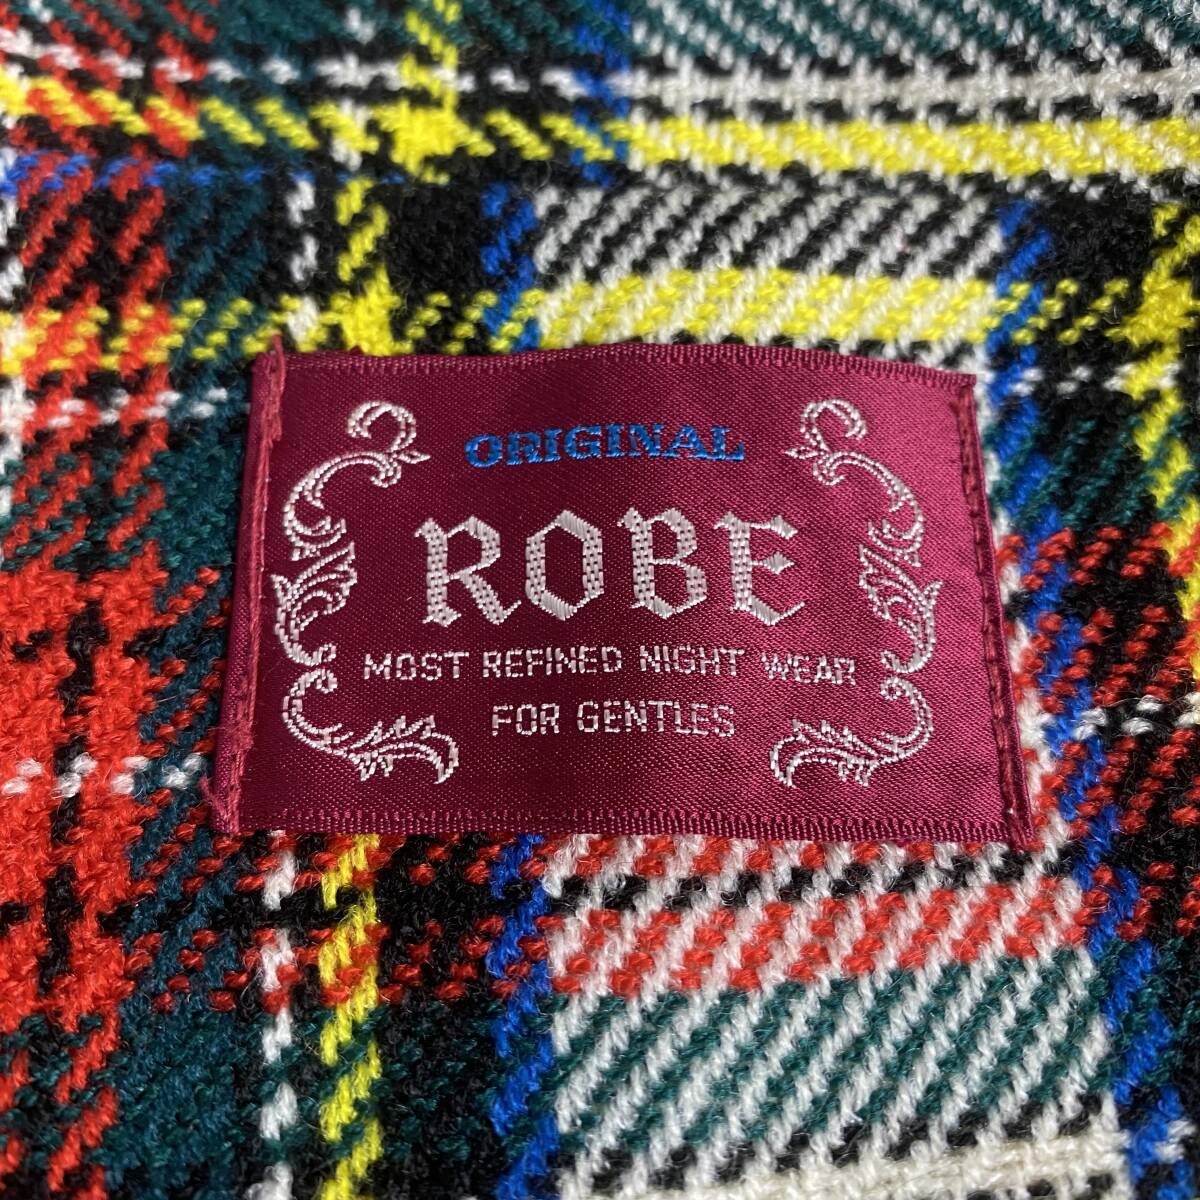 ORIGINAL
ROBE
MOST REFINED NIGHT WEAR
FOR GENTLES